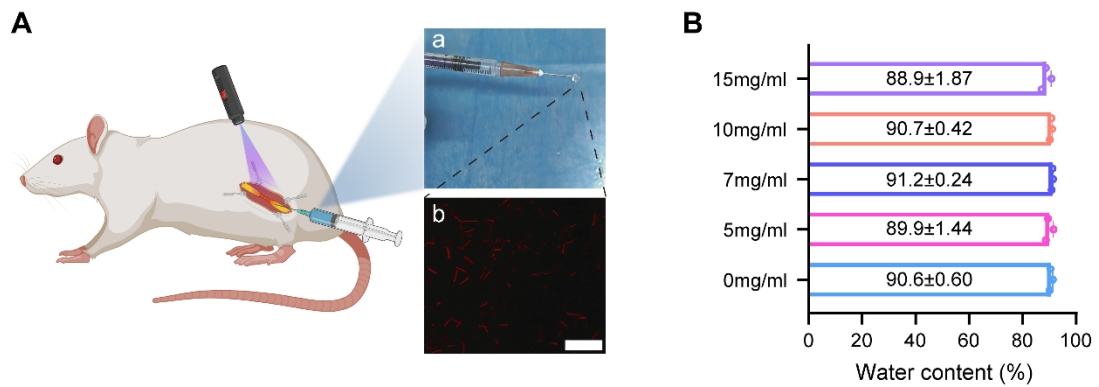 A
a
b
B
15mg/ml
88.9±1.87
10mg/ml
90.7±0.42
7mg/ml
91.2±0.24
5mg/ml
89.9±1.44
0mg/ml
90.6±0.60
0 20 40 60 80 100
Water content (%)